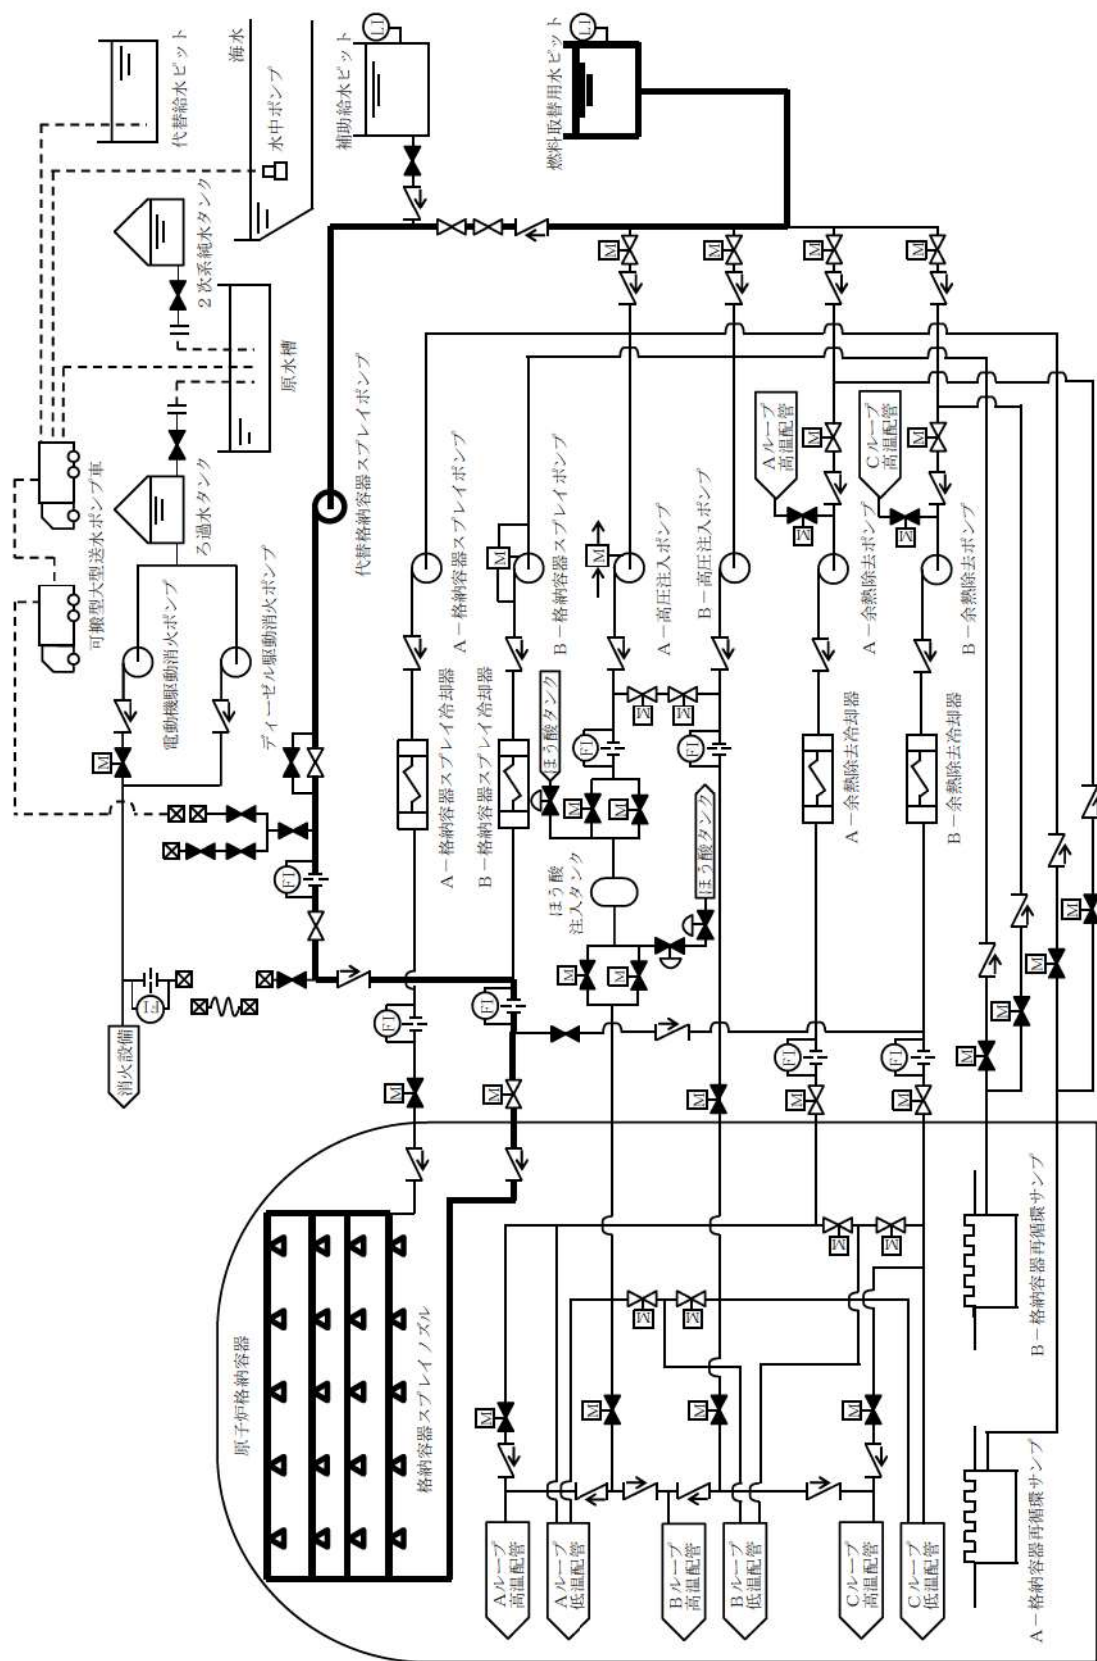 代替給水ピット
海水
水中ポンプ
補助給水ピット
LI
燃料取替用水ピット
LI
2次系純水タンク
原水槽
可搬型大型送水ポンプ車
ろ過水タンク
電動機駆動消火ポンプ
ディーゼル駆動消火ポンプ
M
消火設備
FI
FI
代替格納容器スプレイポンプ
A-格納容器スプレイポンプ
B-格納容器スプレイポンプ
M
A-高圧注入ポンプ
M
B-高圧注入ポンプ
A-余熱除去ポンプ
B-余熱除去ポンプ
M
M
M
M
Aループ
高温配管
Cループ
高温配管
M
M
M
M
A-格納容器スプレイ冷却器
B-格納容器スプレイ冷却器
ほう酸タンク
ほう酸
注入タンク
ほう酸タンク
A-余熱除去冷却器
B-余熱除去冷却器
M
M
FI
FI
M
M
M
M
FI
FI
M
M
M
FI
FI
M
M
M
M
M
M
原子炉格納容器
格納容器スプレイノズル
M
M
M
M
M
M
M
M
Aループ
高温配管
Aループ
低温配管
Bループ
高温配管
Bループ
低温配管
Cループ
高温配管
Cループ
低温配管
B-格納容器再循環サンプ
A-格納容器再循環サンプ